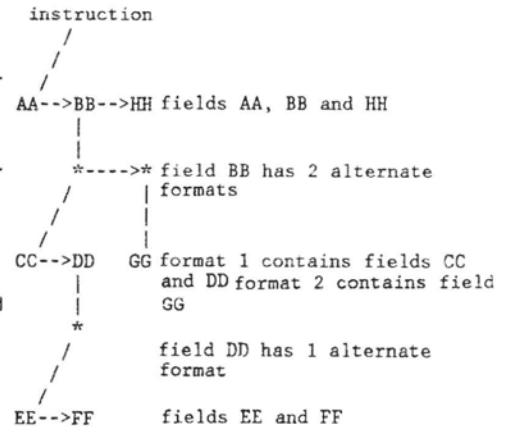 instruction
AA-->BB-->HH fields AA, BB and HH
*---->* field BB has 2 alternate
formats
CC-->DD GG format 1 contains fields CC
and DD format 2 contains field
GG
*
field DD has 1 alternate
format
EE-->FF fields EE and FF